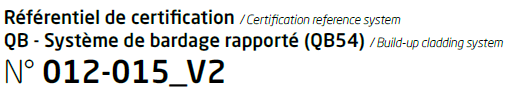 Référentiel de certification / Certification reference system
QB - Système de bardage rapporté (QB54) / Build-up cladding system
N° 012-015_V2